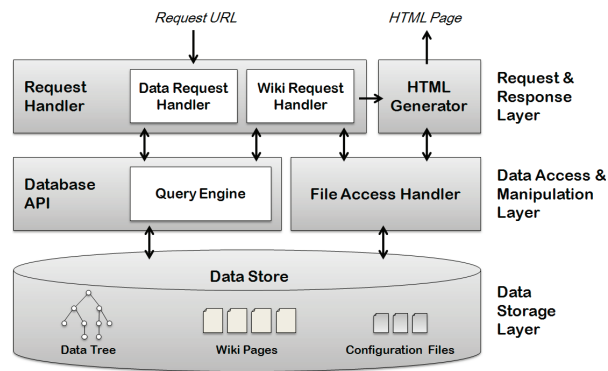 Request URL
HTML Page
Request
Handler
Data Request
Handler
Wiki Request
Handler
HTML
Generator
Request &
Response
Layer
Database
API
Query Engine
File Access Handler
Data Access &
Manipulation
Layer
Data Store
Data Tree
Wiki Pages
Configuration Files
Data
Storage
Layer